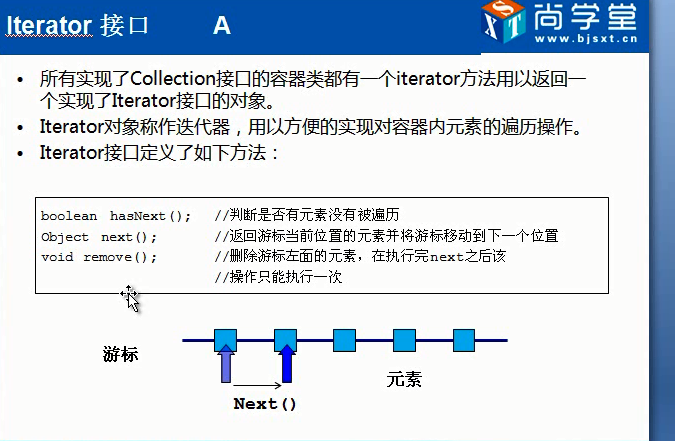 Iterator 接口 A
尚学堂
www.bjsxt.cn
• 所有实现了Collection接口的容器类都有一个iterator方法用以返回一
个实现了Iterator接口的对象。
• Iterator对象称作迭代器，用以方便的实现对容器内元素的遍历操作。
• Iterator接口定义了如下方法：
boolean hasNext(); //判断是否有元素没有被遍历
Object next(); //返回游标当前位置的元素并将游标移动到下一个位置
void remove(); //删除游标左面的元素，在执行完next之后该
//操作只能执行一次
游标
元素
Next()